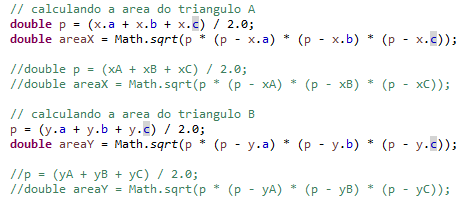 // calculando a area do triangulo A
double p = (x.a + x.b + x.c) / 2.0;
double areaX = Math.sqrt(p * (p - x.a) * (p - x.b) * (p - x.c));
//double p = (xA + xB + xC) / 2.0;
//double areaX = Math.sqrt(p * (p - xA) * (p - xB) * (p - xC));
// calculando a area do triangulo B
p = (y.a + y.b + y.c) / 2.0;
double areaY = Math.sqrt(p * (p - y.a) * (p - y.b) * (p - y.c));
//p = (yA + yB + yC) / 2.0;
//double areaY = Math.sqrt(p * (p - yA) * (p - yB) * (p - yC));